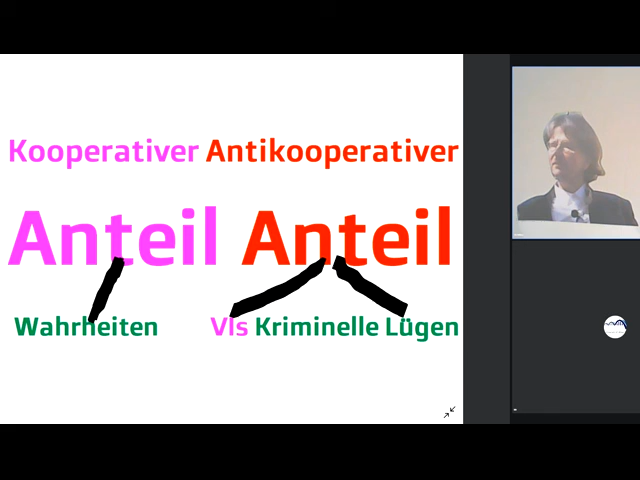 Kooperativer Antikooperativer
Anteil Anteil
Wahrheiten VIs Kriminelle Lügen